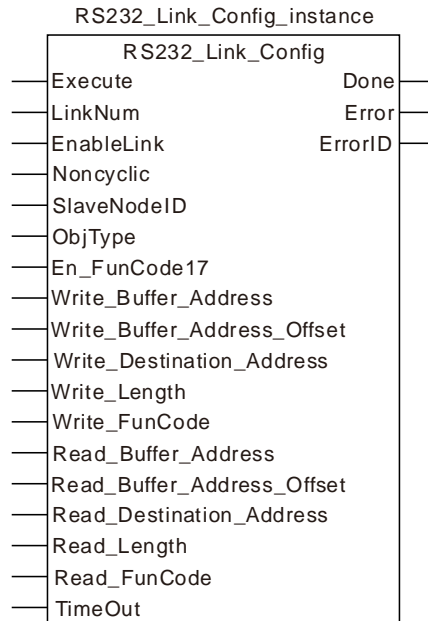 RS232_Link_Config_instance
RS232_Link_Config
Execute Done
LinkNum Error
EnableLink ErrorID
Noncyclic
SlaveNodeID
ObjType
En_FunCode17
Write_Buffer_Address
Write_Buffer_Address_Offset
Write_Destination_Address
Write_Length
Write_FunCode
Read_Buffer_Address
Read_Buffer_Address_Offset
Read_Destination_Address
Read_Length
Read_FunCode
TimeOut